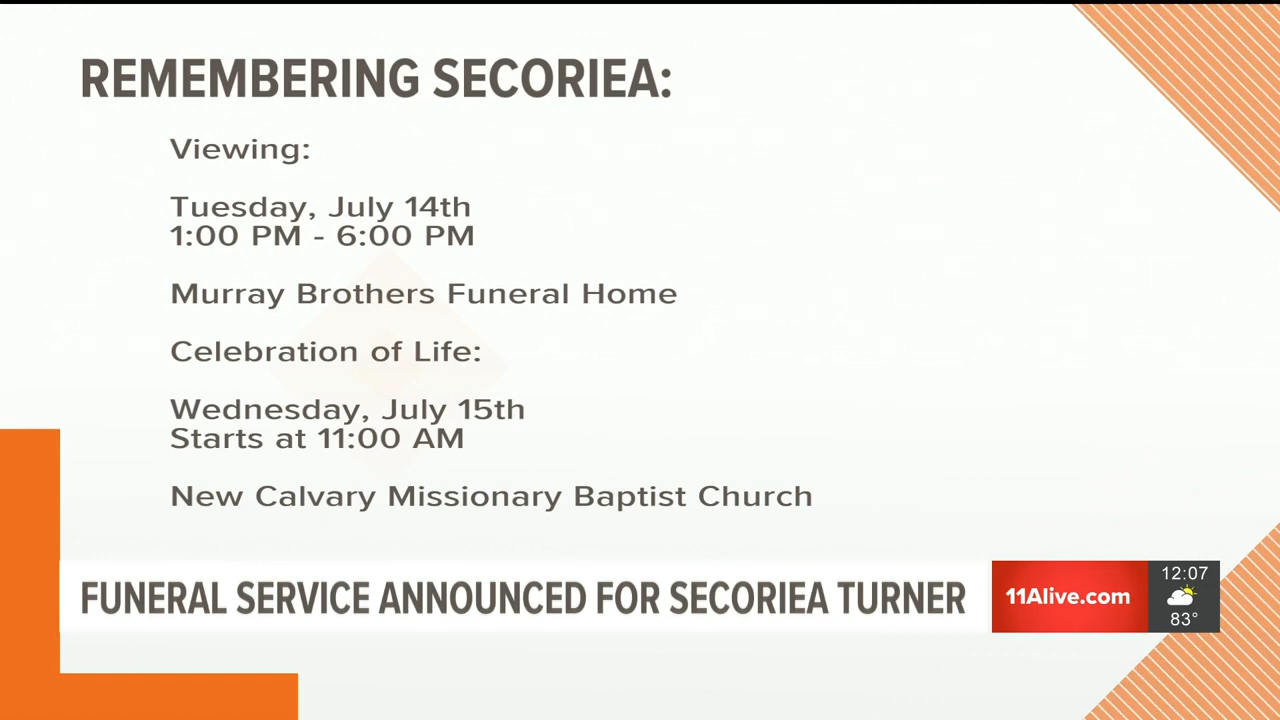 REMEMBERING SECORIEA:
Viewing:
Tuesday, July 14th
1:00 PM - 6:00 PM
Murray Brothers Funeral Home
Celebration of Life:
Wednesday, July 15th
Starts at 11:00 AM
New Calvary Missionary Baptist Church
FUNERAL SERVICE ANNOUNCED FOR SECORIEA TURNER
11Alive.com
12:07
83°